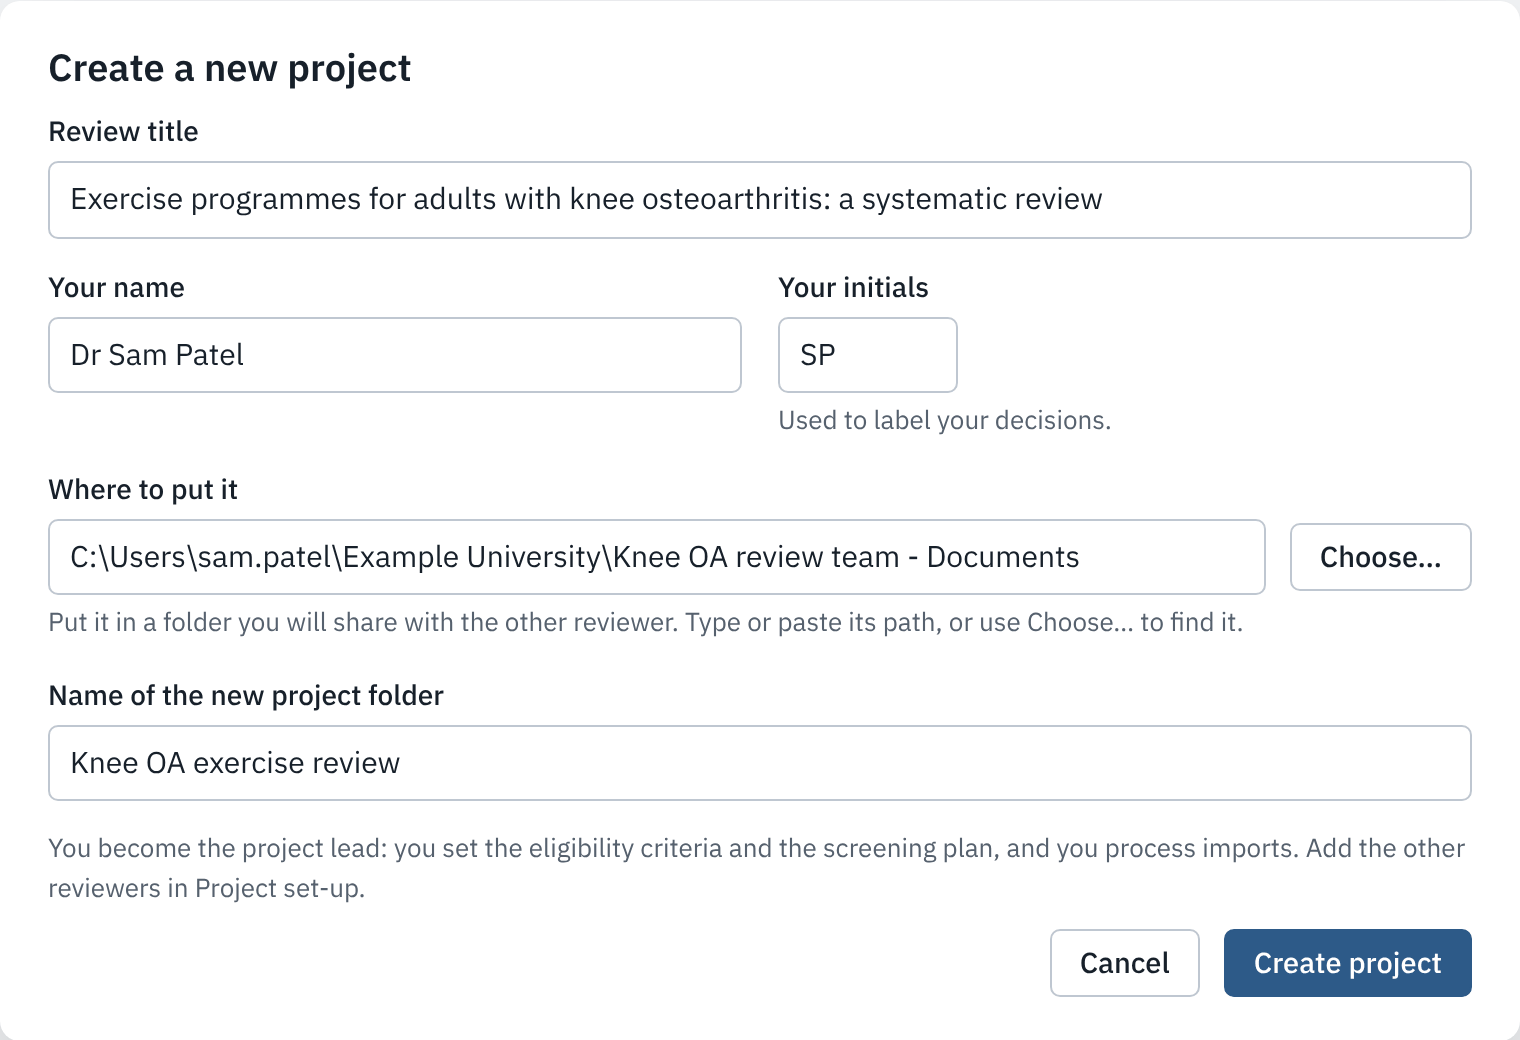 Create a new project
Review title
Exercise programmes for adults with knee osteoarthritis: a systematic review
Your name
Your initials
Dr Sam Patel
SP
Used to label your decisions.
Where to put it
C:\Users\sam.patel\Example University\Knee OA review team - Documents
Choose...
Put it in a folder you will share with the other reviewer. Type or paste its path, or use Choose... to find it.
Name of the new project folder
Knee OA exercise review
You become the project lead: you set the eligibility criteria and the screening plan, and you process imports. Add the other
reviewers in Project set-up.
Cancel
Create project